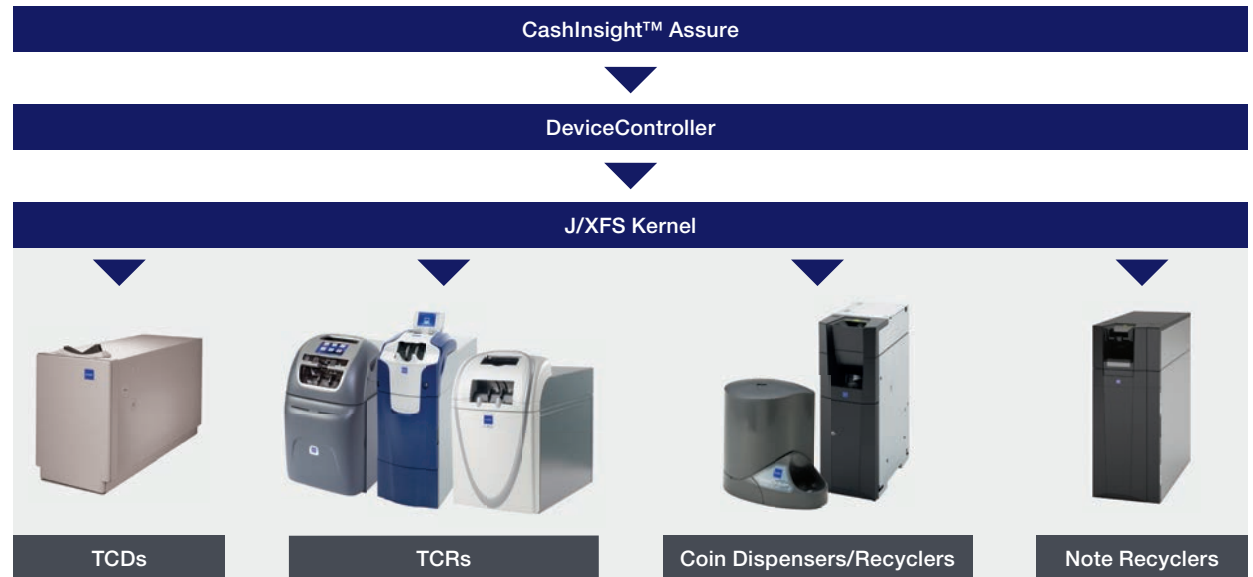 CashInsight™ Assure
DeviceController
J/XFS Kernel
TCDs
TCRs
Coin Dispensers/Recyclers
Note Recyclers